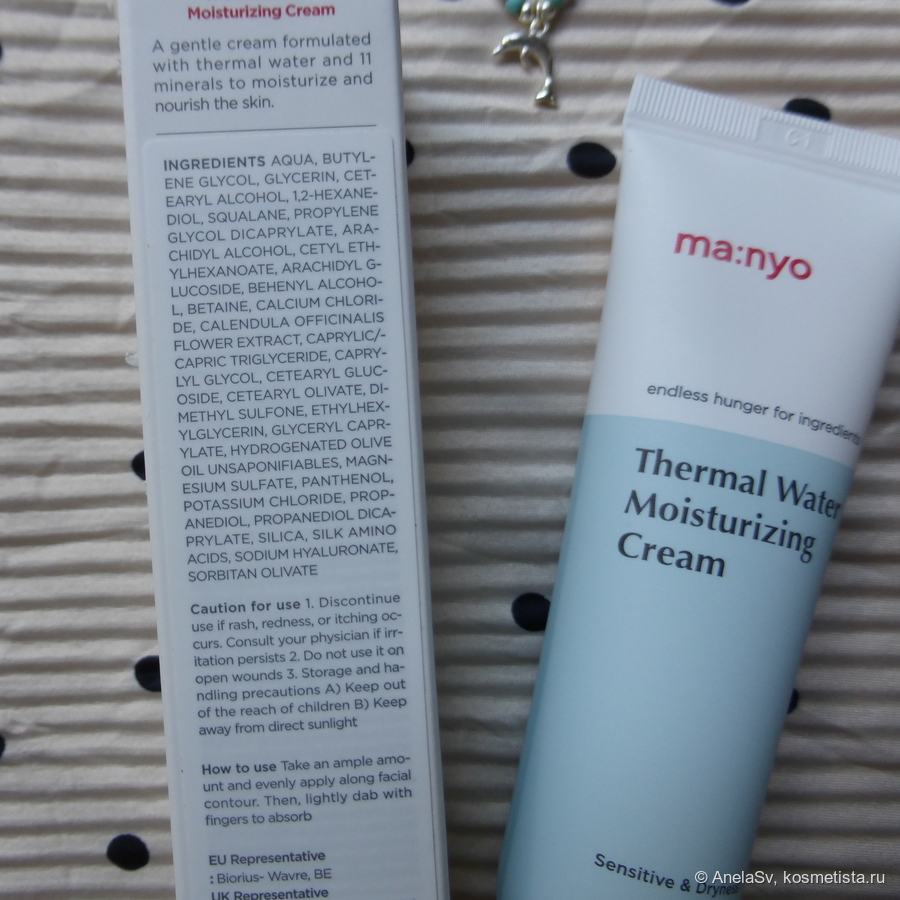 Moisturizing Cream
A gentle cream formulated
with thermal water and 11
minerals to moisturize and
nourish the skin.
INGREDIENTS AQUA, BUTYL-
ENE GLYCOL, GLYCERIN, CET-
EARYL ALCOHOL, 1,2-HEXANE-
DIOL, SQUALANE, PROPYLENE
GLYCOL DICAPRYLATE, ARA-
CHIDYL ALCOHOL, CETYL ETH-
YLHEXANOATE, ARACHIDYL G-
LUCOSIDE, BEHENYL ALCOHO-
L, BETAINE, CALCIUM CHLORI-
DE, CALENDULA OFFICINALIS
FLOWER EXTRACT, CAPRYLIC/-
CAPRIC TRIGLYCERIDE, CAPRY-
LYL GLYCOL, CETEARYL GLUC-
OSIDE, CETEARYL OLIVATE, DI-
METHYL SULFONE, ETHYLHEX-
YLGLYCERIN, GLYCERYL CAPR-
YLATE, HYDROGENATED OLIVE
OIL UNSAPONIFIABLES, MAGN-
ESIUM SULFATE, PANTHENOL,
POTASSIUM CHLORIDE, PROP-
ANEDIOL, PROPANEDIOL DICA-
PRYLATE, SILICA, SILK AMINO
ACIDS, SODIUM HYALURONATE,
SORBITAN OLIVATE
Caution for use 1. Discontinue
use if rash, redness, or itching oc-
curs. Consult your physician if irr-
itation persists 2. Do not use it on
open wounds 3. Storage and ha-
ndling precautions A) Keep out
of the reach of children B) Keep
away from direct sunlight
How to use Take an ample amo-
unt and evenly apply along facial
contour. Then, lightly dab with
fingers to absorb
EU Representative
: Biorius- Wavre, BE
UK Representative
ma:nyo
endless hunger for ingredients
Thermal Water
Moisturizing
Cream
Sensitive & Dryness
© AnelaSv, kosmetista.ru